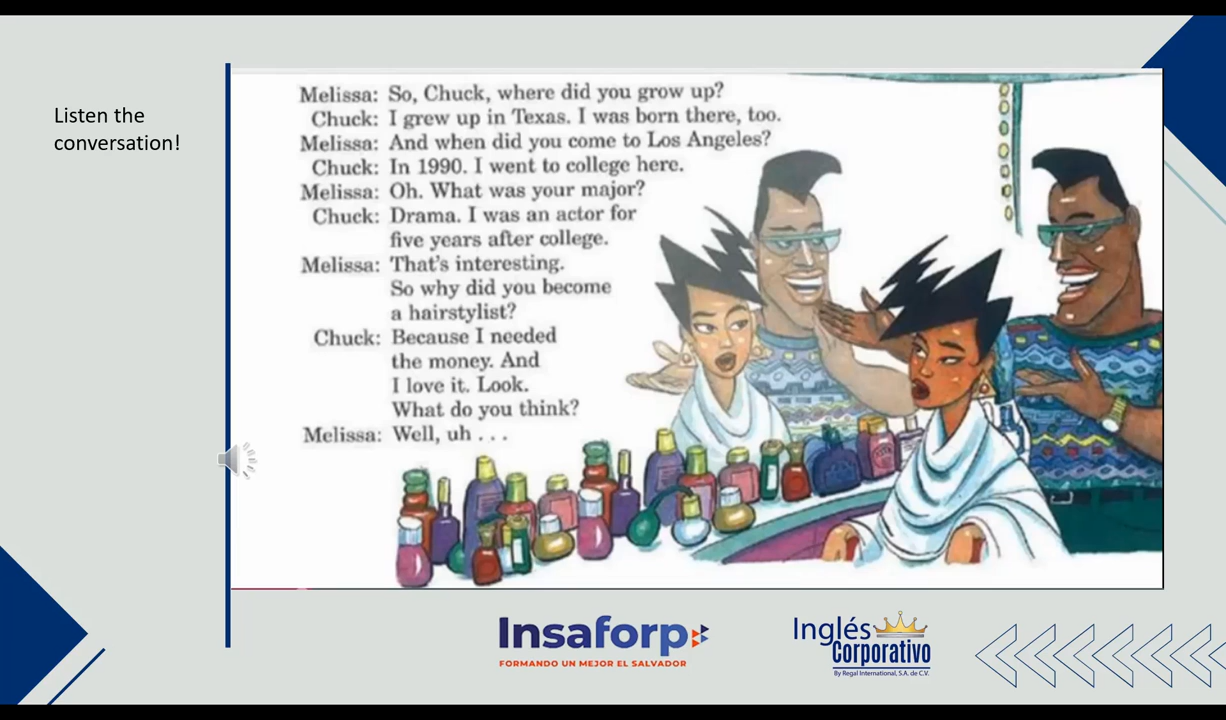 Listen the
conversation!
Melissa: So, Chuck, where did you grow up?
Chuck: I grew up in Texas. I was born there, too.
Melissa: And when did you come to Los Angeles?
Chuck: In 1990. I went to college here.
Melissa: Oh. What was your major?
Chuck: Drama. I was an actor for
five years after college.
Melissa: That's interesting.
So why did you become
a hairstylist?
Chuck: Because I needed
the money. And
I love it. Look.
What do you think?
Melissa: Well, uh . . .
Insaforp
FORMANDO UN MEJOR EL SALVADOR
Inglés
Corporativo
By Regal International, S.A. de C.V.